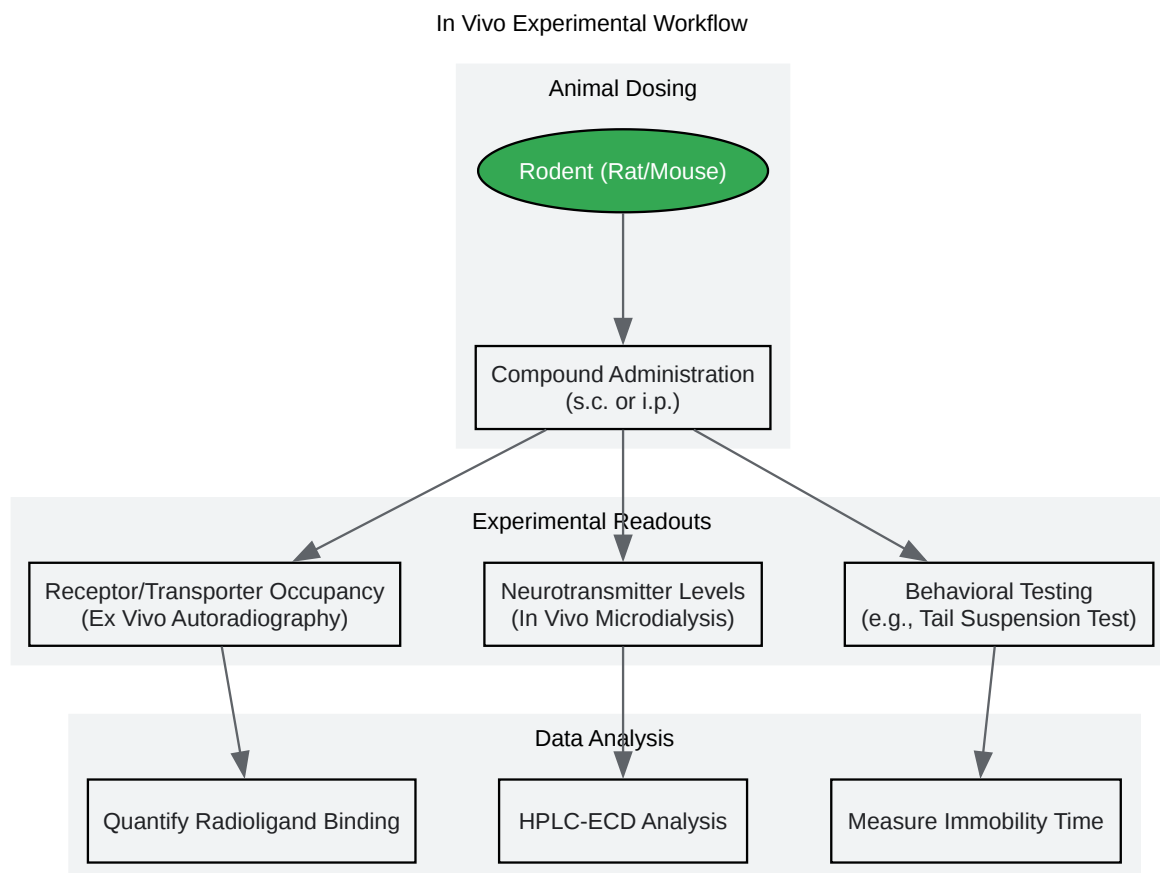 In Vivo Experimental Workflow
Animal Dosing
Rodent (Rat/Mouse)
Compound Administration
(s.c. or i.p.)
Experimental Readouts
Receptor/Transporter Occupancy
(Ex Vivo Autoradiography)
Neurotransmitter Levels
(In Vivo Microdialysis)
Behavioral Testing
(e.g., Tail Suspension Test)
Data Analysis
Quantify Radioligand Binding
HPLC-ECD Analysis
Measure Immobility Time